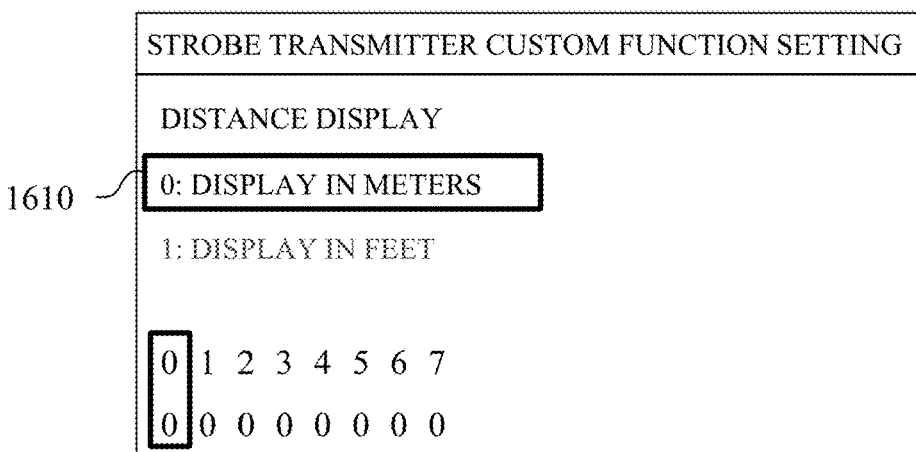 STROBE TRANSMITTER CUSTOM FUNCTION SETTING
DISTANCE DISPLAY
1610
0: DISPLAY IN METERS
1: DISPLAY IN FEET
0 1 2 3 4 5 6 7
0 0 0 0 0 0 0 0